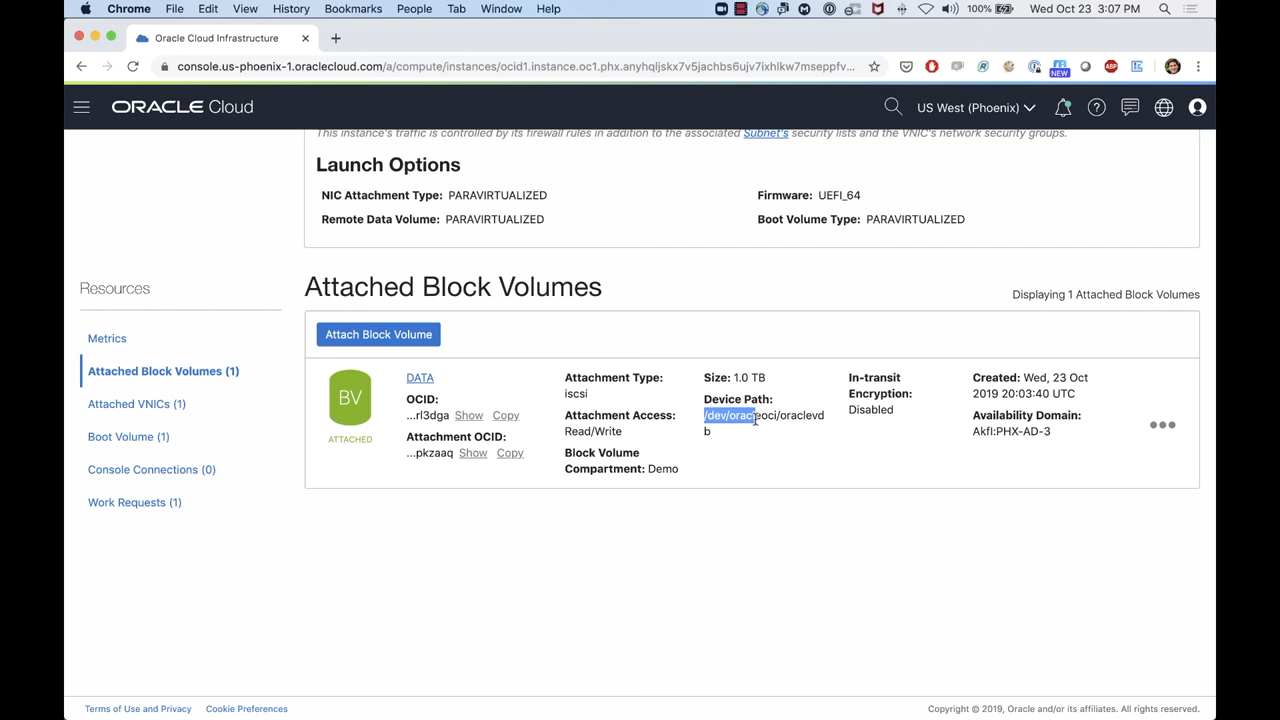 Chrome File Edit View History Bookmarks People Tab Window Help 100% Wed Oct 23 3:07 PM
Oracle Cloud Infrastructure
console.us-phoenix-1.oraclecloud.com/a/compute/instances/ocid1.instance.oc1.phx.anyhqljskx7v5jachbs6ujv7ixhlkw7mseppfv...
NEW
ABP
ORACLE Cloud
US West (Phoenix)
This instance's traffic is controlled by its firewall rules in addition to the associated Subnet's security lists and the VNIC's network security groups.
Launch Options
NIC Attachment Type: PARAVIRTUALIZED
Firmware: UEFI_64
Remote Data Volume: PARAVIRTUALIZED
Boot Volume Type: PARAVIRTUALIZED
Resources
Metrics
Attached Block Volumes (1)
Attached VNICs (1)
Boot Volume (1)
Console Connections (0)
Work Requests (1)
Attached Block Volumes
Displaying 1 Attached Block Volumes
Attach Block Volume
BV
ATTACHED
DATA
OCID:
...rl3dga Show Copy
Attachment OCID:
...pkzaaq Show Copy
Attachment Type:
iscsi
Attachment Access:
Read/Write
Block Volume
Compartment: Demo
Size: 1.0 TB
Device Path:
/dev/oracleoci/oraclevd
b
In-transit
Encryption:
Disabled
Created: Wed, 23 Oct
2019 20:03:40 UTC
Availability Domain:
AkfI:PHX-AD-3
Terms of Use and Privacy
Cookie Preferences
Copyright © 2019, Oracle and/or its affiliates. All rights reserved.